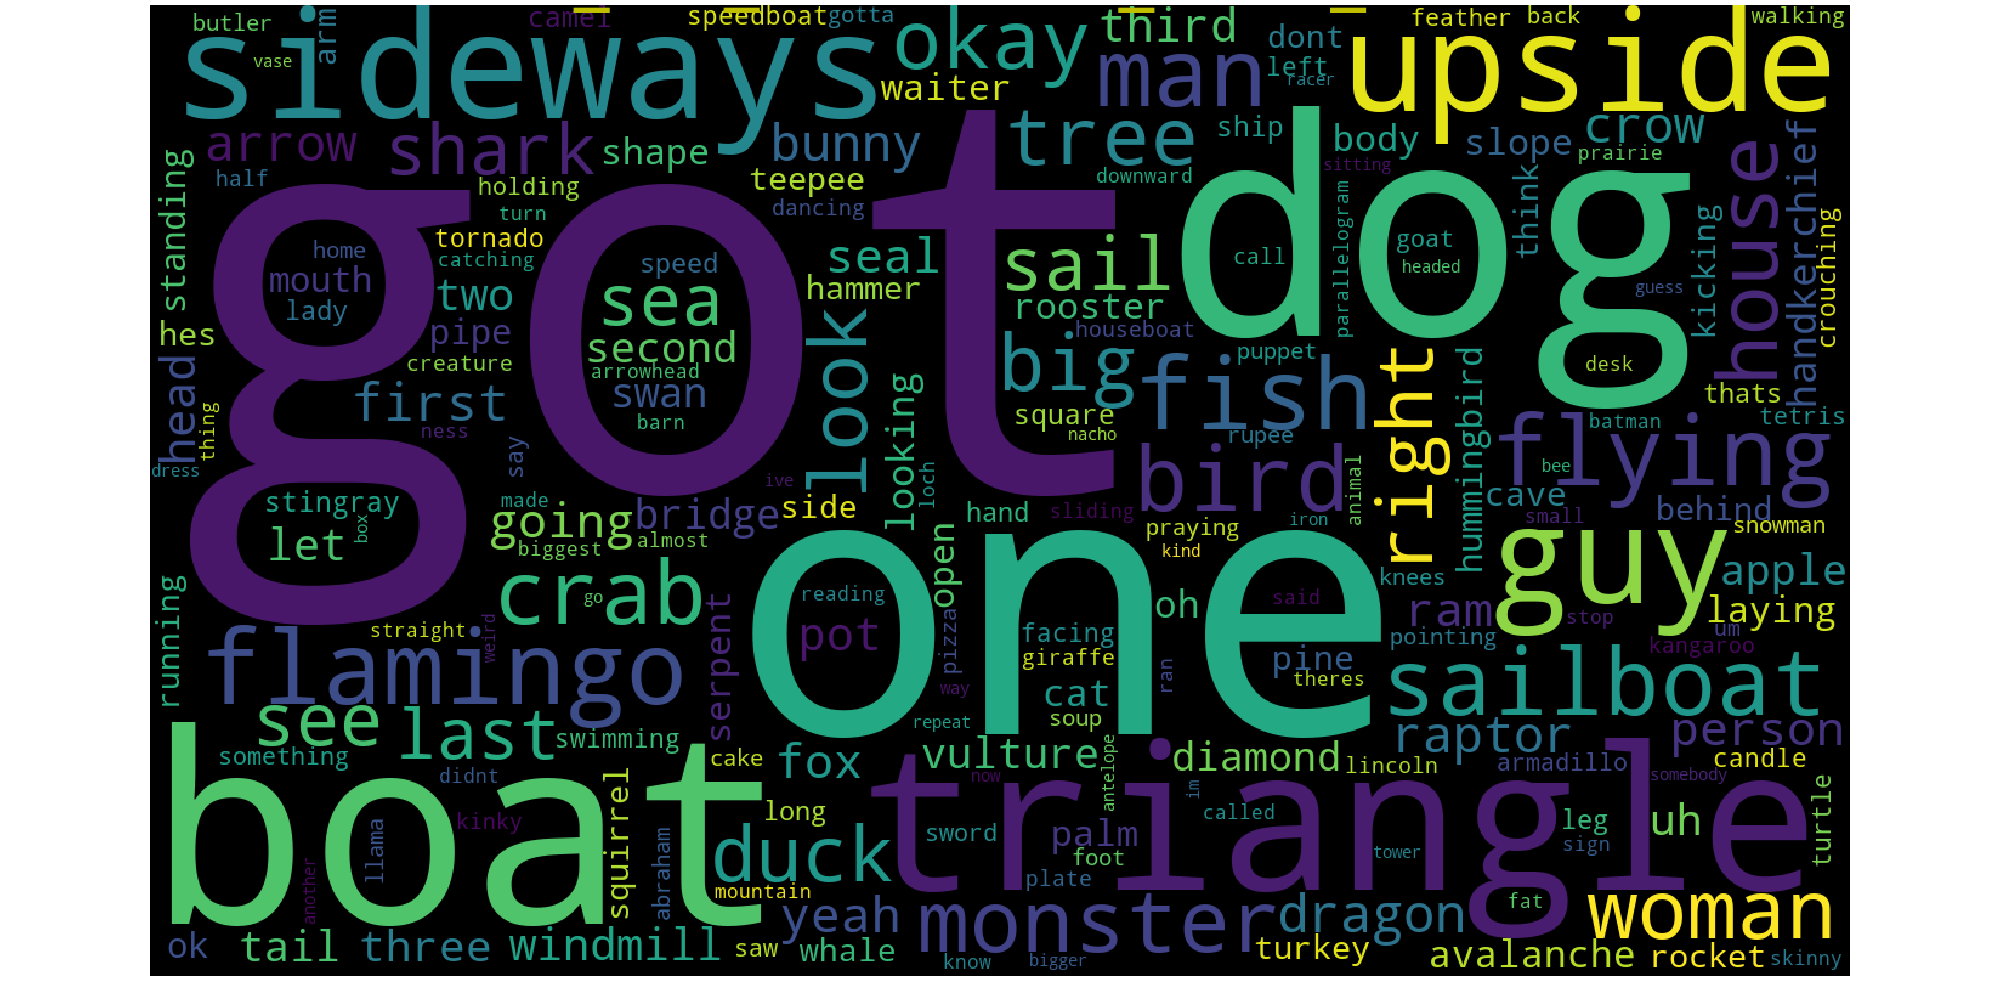 butler
camel
speedboat
gotta
feather
back
walking
sideways
arm
okay
third
dont
upside
vase
waiter
man
left
racer
arrow
shark
shape
bunny
tree
ship
body
slope
crow
prairie
house
handkerchief
half
holding
teepee
downward
sitting
standing
turn
dancing
got
dog
think
kicking
crouching
home
tornado
catching
speed
seal
sail
call
goat
headed
parallelogram
guess
mouth
lady
two
sea
hammer
rooster
hes
pipe
second
look
houseboat
creature
arrowhead
big
puppet
fish
desk
head
first
swan
barn
looking
square
nacho
rupee
right
hummingbird
thats
batman
tetris
thing
ness
say
dress
ive
loch
bird
animal
flying
bee
stingray
made
bridge
side
cave
behind
let
box
going
hand
sliding
praying
iron
small
snowman
biggest
almost
open
kind
guy
crab
go
one
knees
apple
running
reading
oh
said
ram
stop
laying
straight
weird
serpent
pot
pizza
facing
pointing
um
kangaroo
flamingo
giraffe
ran
pine
theres
way
cat
sailboat
see
last
swimming
repeat
soup
raptor
person
something
didnt
squirrel
cake
fox
vulture
now
antelope
diamond
lincoln
armadillo
somebody
candle
boat
llama
kinky
long
im
called
triangle
leg
uh
turtle
duck
sword
palm
tower
sign
another
abraham
mountain
foot
plate
fat
ok
tail
three
windmill
saw
yeah
whale
monster
know
bigger
dragon
turkey
woman
avalanche
rocket
skinny